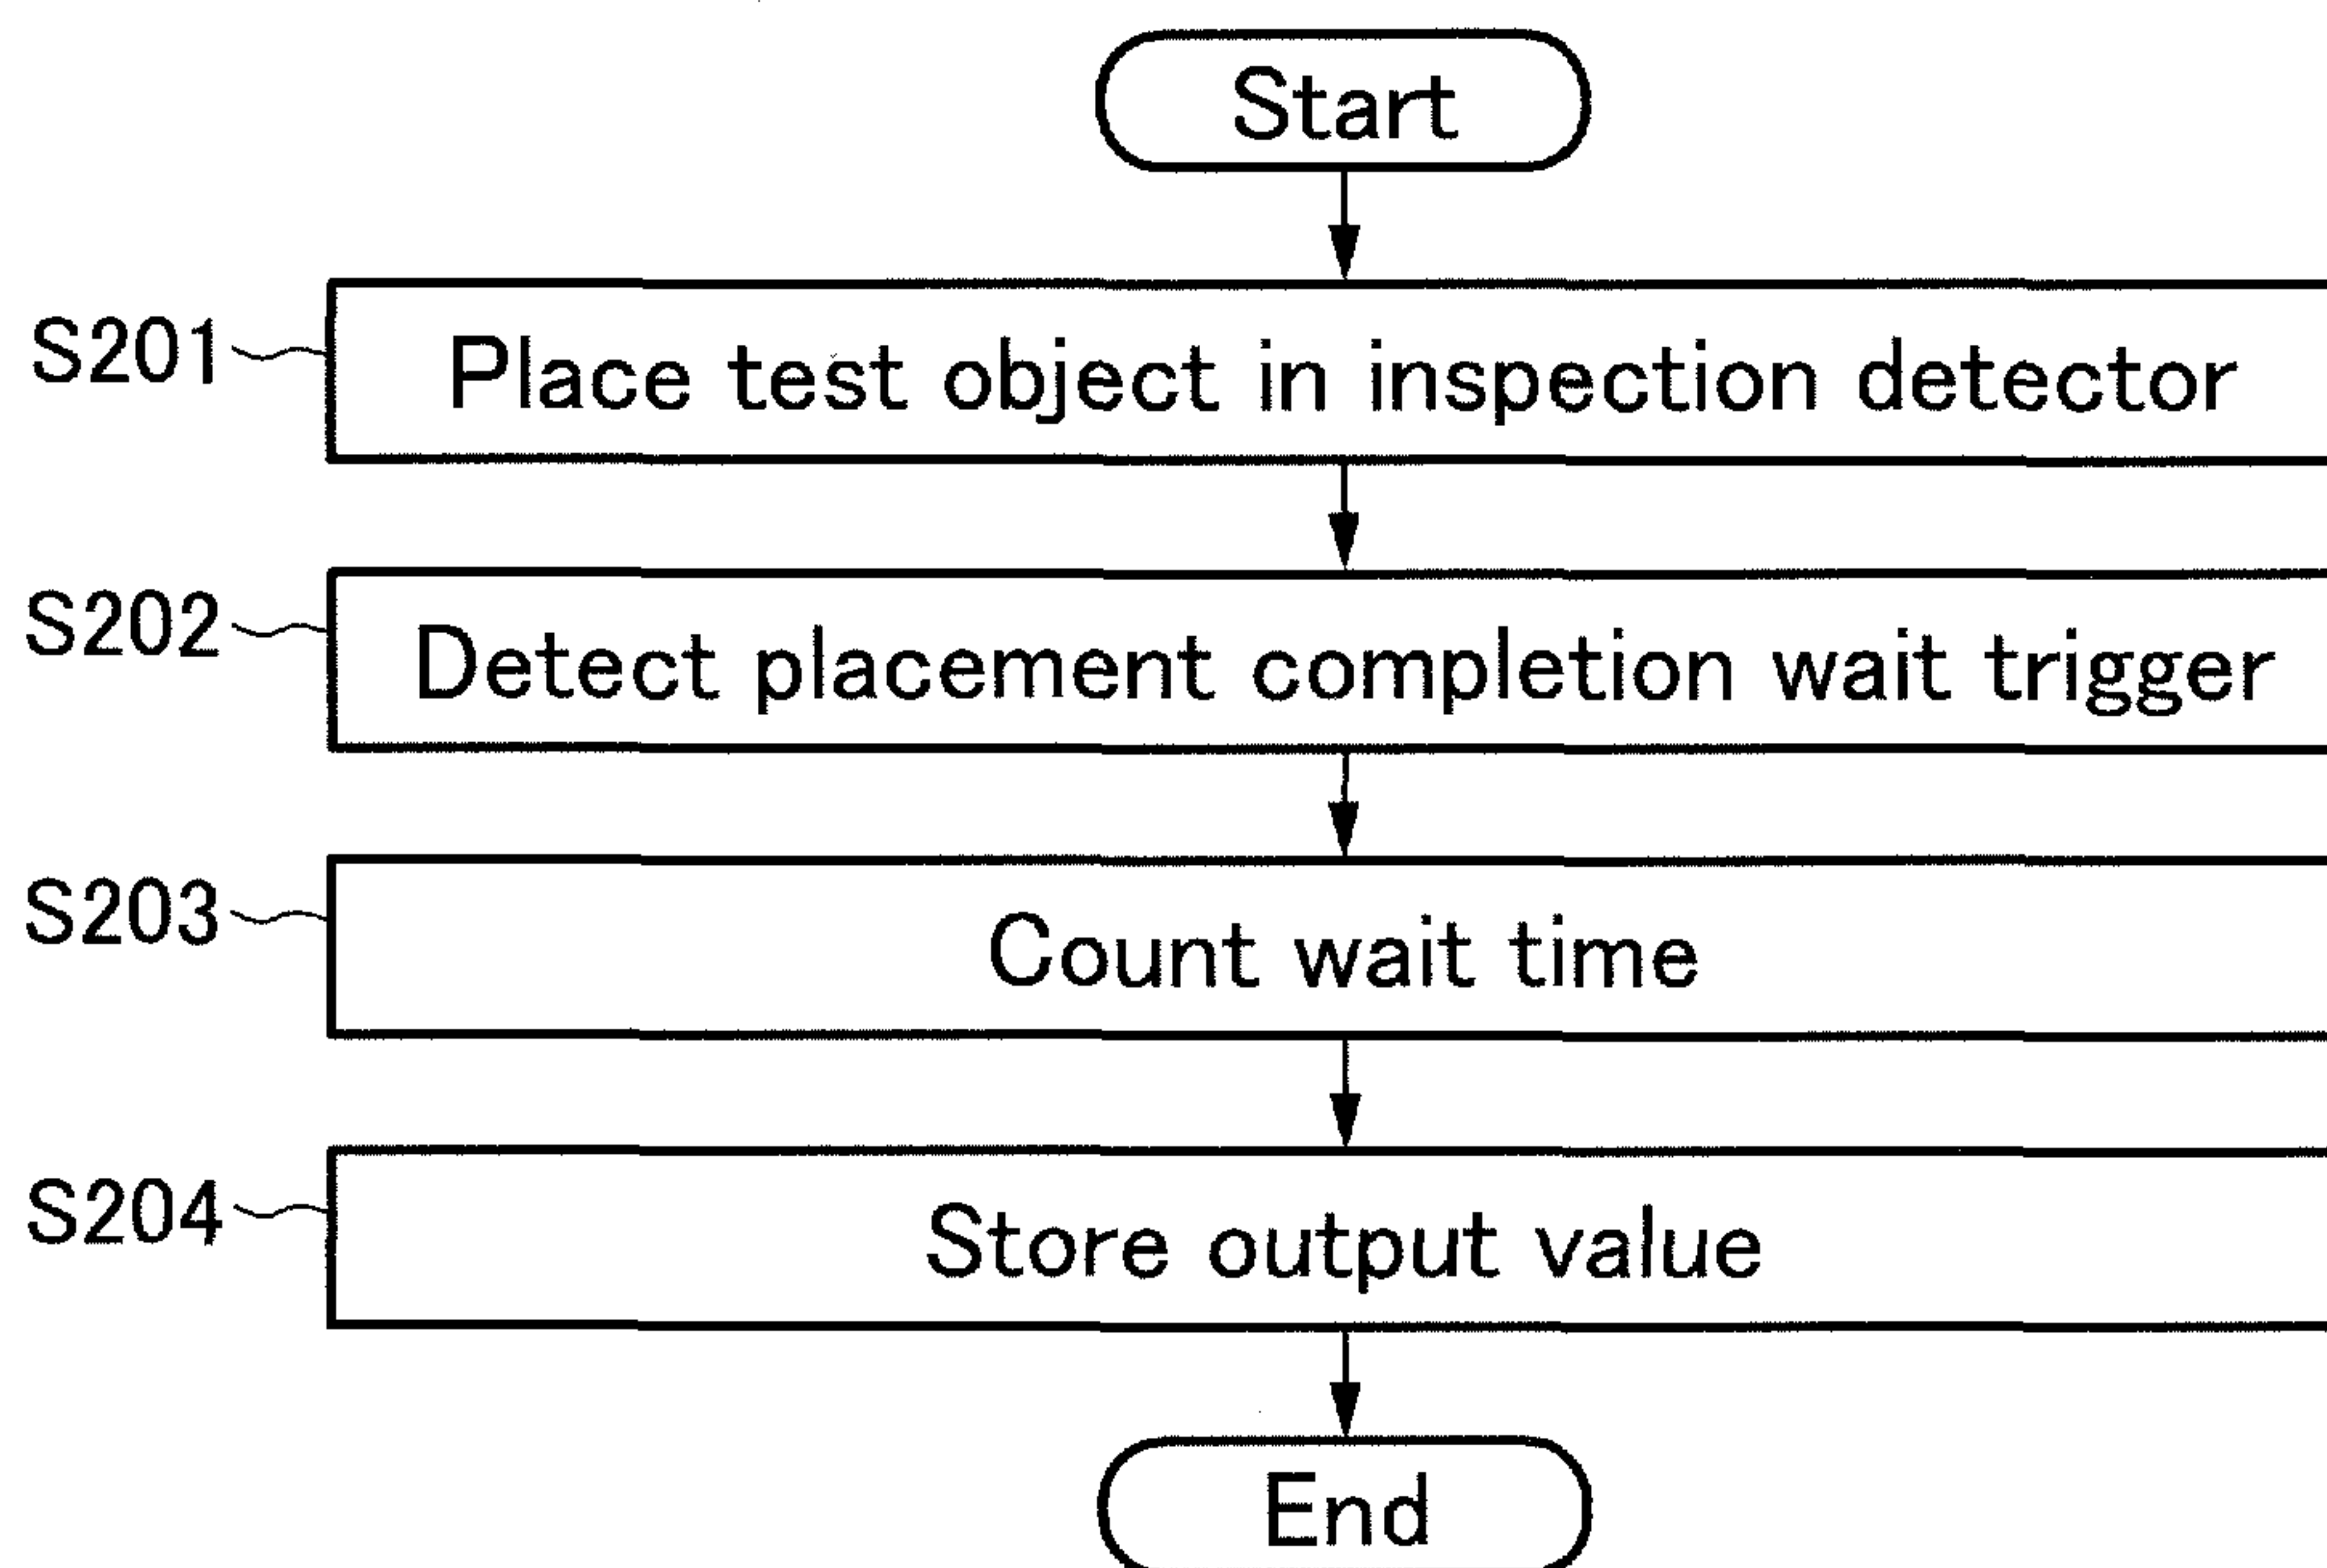 Start
S201
Place test object in inspection detector
S202
Detect placement completion wait trigger
S203
Count wait time
S204
Store output value
End